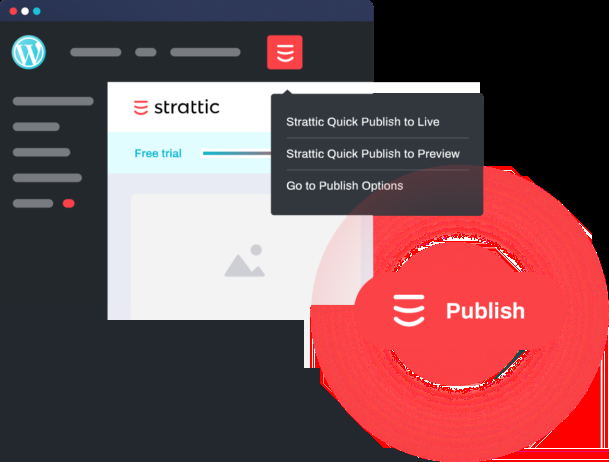 strattic
Strattic Quick Publish to Live
Free trial
Strattic Quick Publish to Preview
Go to Publish Options
Publish